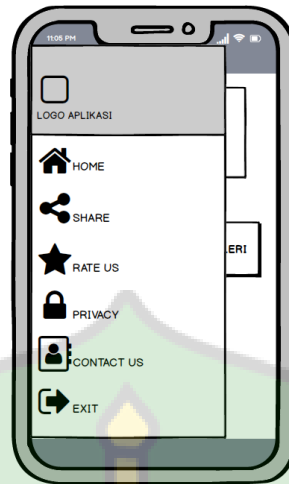 11:05 PM
LOGO APLIKASI
HOME
SHARE
ERI
RATE US
PRIVACY
CONTACT US
EXIT